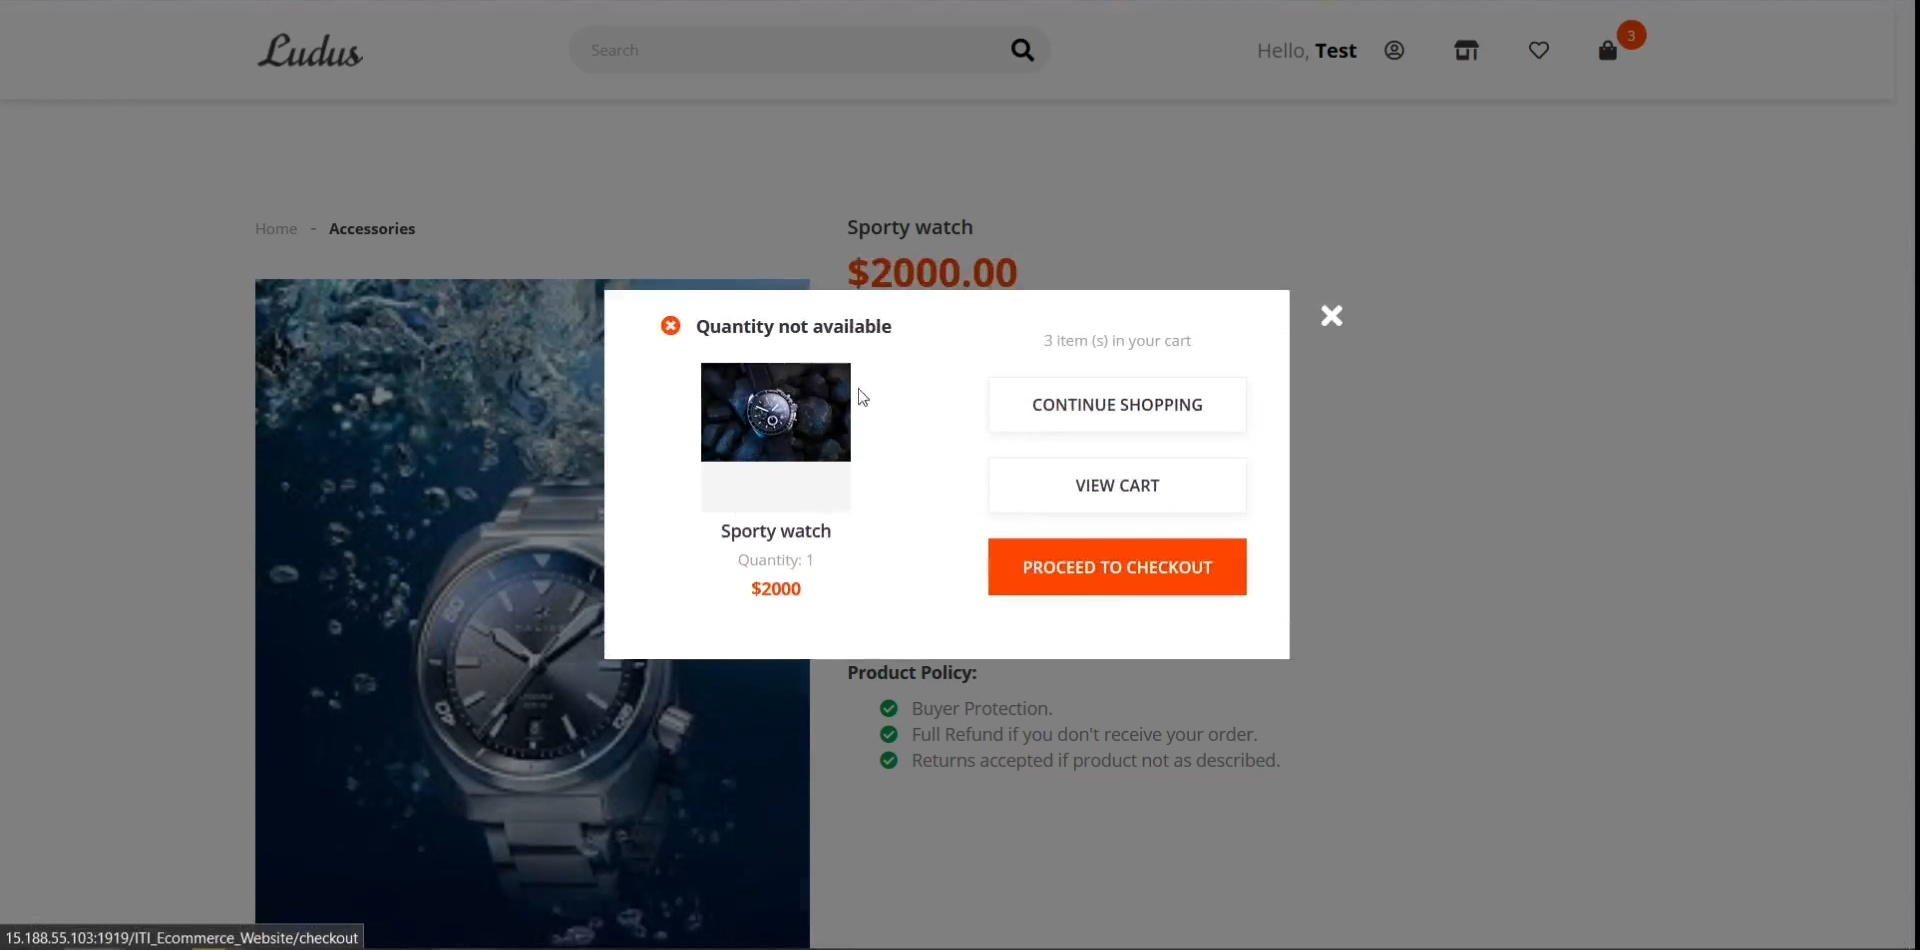 Ludus
Search
Hello, Test
3
Home - Accessories
Sporty watch
$2000.00
Quantity not available
3 item (s) in your cart
CONTINUE SHOPPING
VIEW CART
PROCEED TO CHECKOUT
Sporty watch
Quantity: 1
$2000
Product Policy:
Buyer Protection.
Full Refund if you don't receive your order.
Returns accepted if product not as described.
15.188.55.103:1919/ITI_Ecommerce_Website/checkout